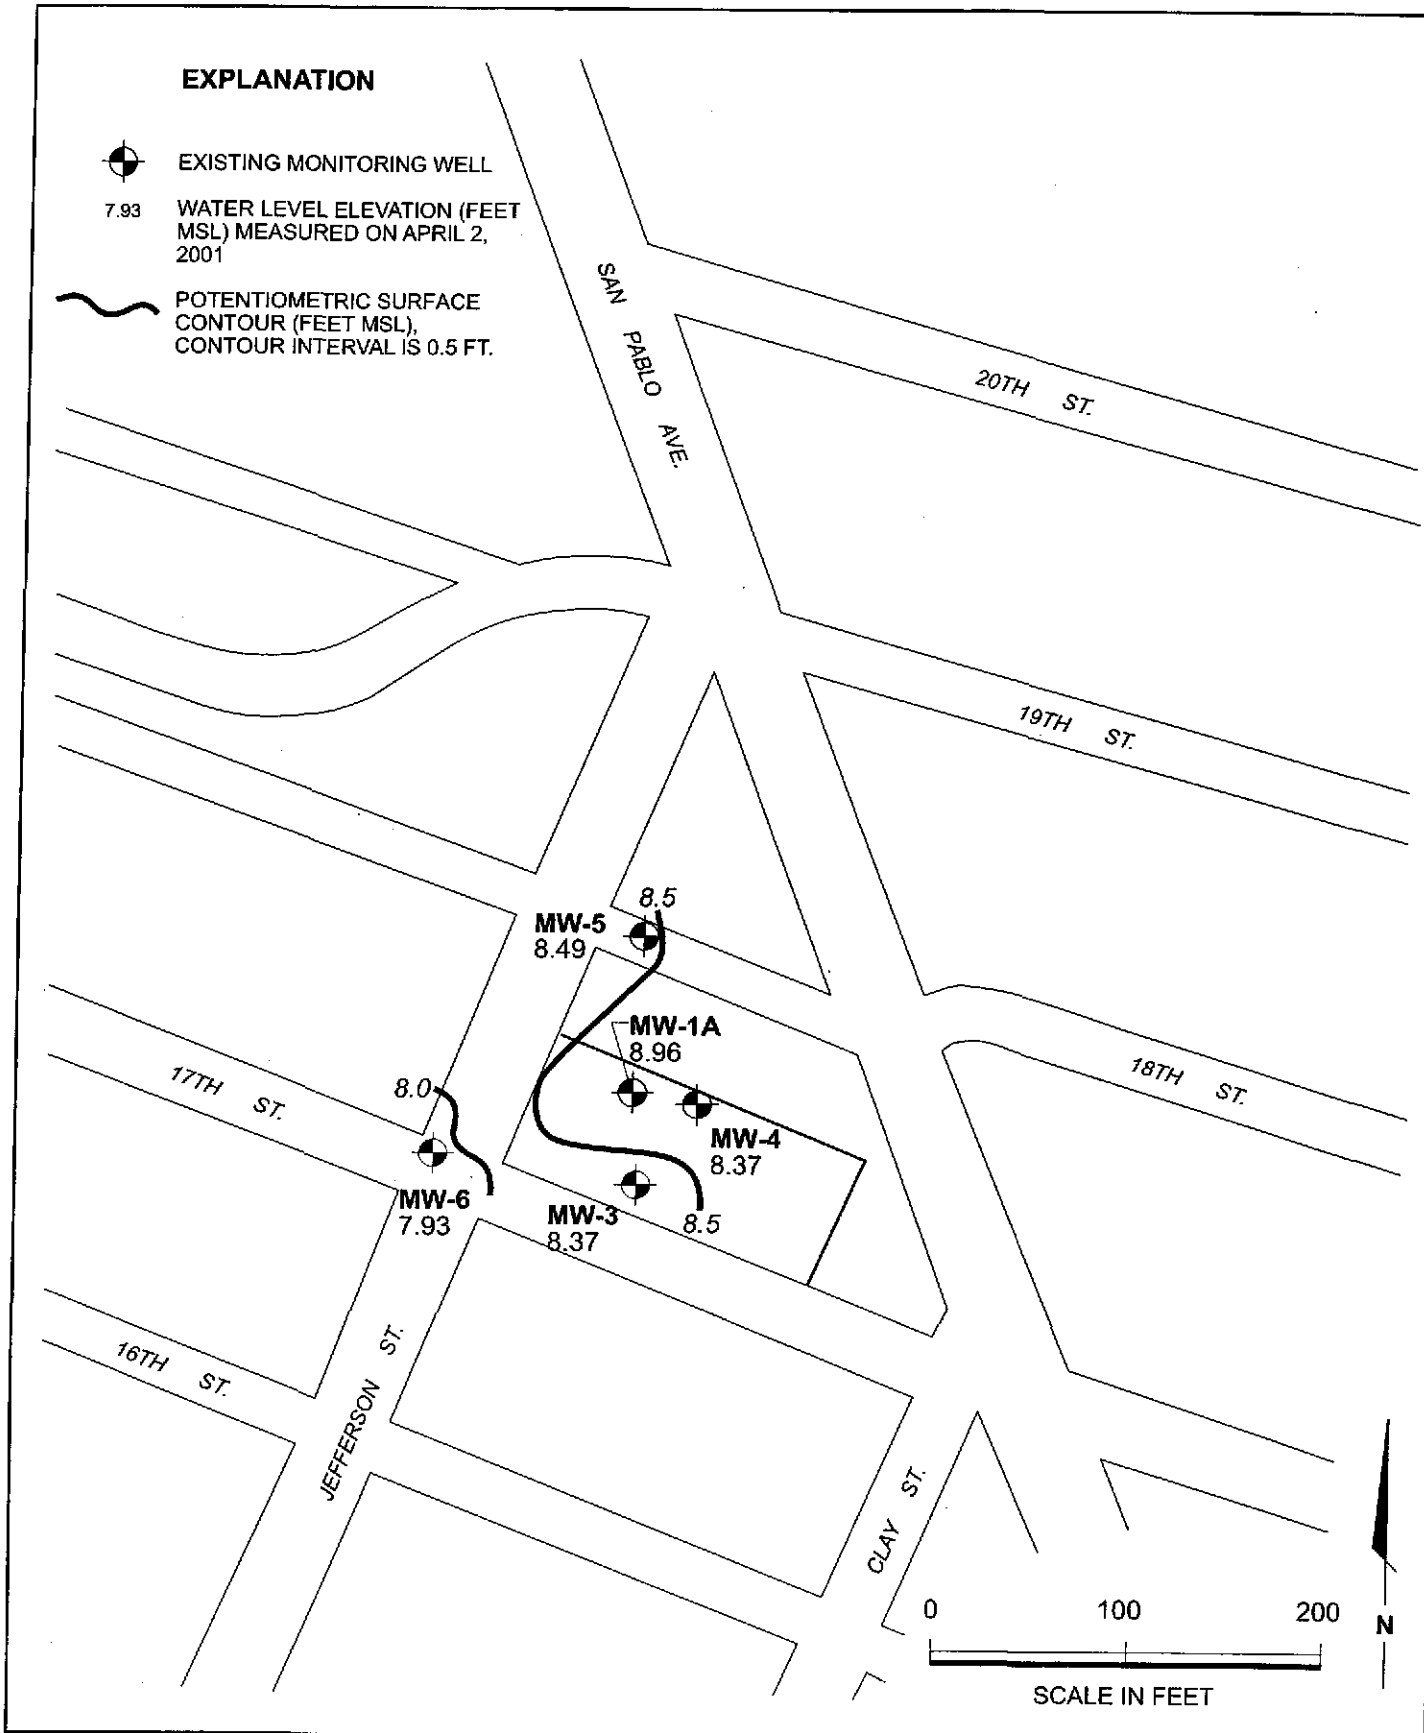 EXPLANATION
EXISTING MONITORING WELL
7.93
WATER LEVEL ELEVATION (FEET
MSL) MEASURED ON APRIL 2,
2001
POTENTIOMETRIC SURFACE
CONTOUR (FEET MSL),
CONTOUR INTERVAL IS 0.5 FT.
SAN PABLO AVE.
20TH ST.
19TH ST.
8.5
MW-5
8.49
MW-1A
8.96
18TH ST.
17TH ST.
8.0
MW-4
8.37
MW-6
7.93
MW-3
8.37
8.5
16TH ST.
JEFFERSON ST.
CLAY ST.
0 100 200
SCALE IN FEET
N